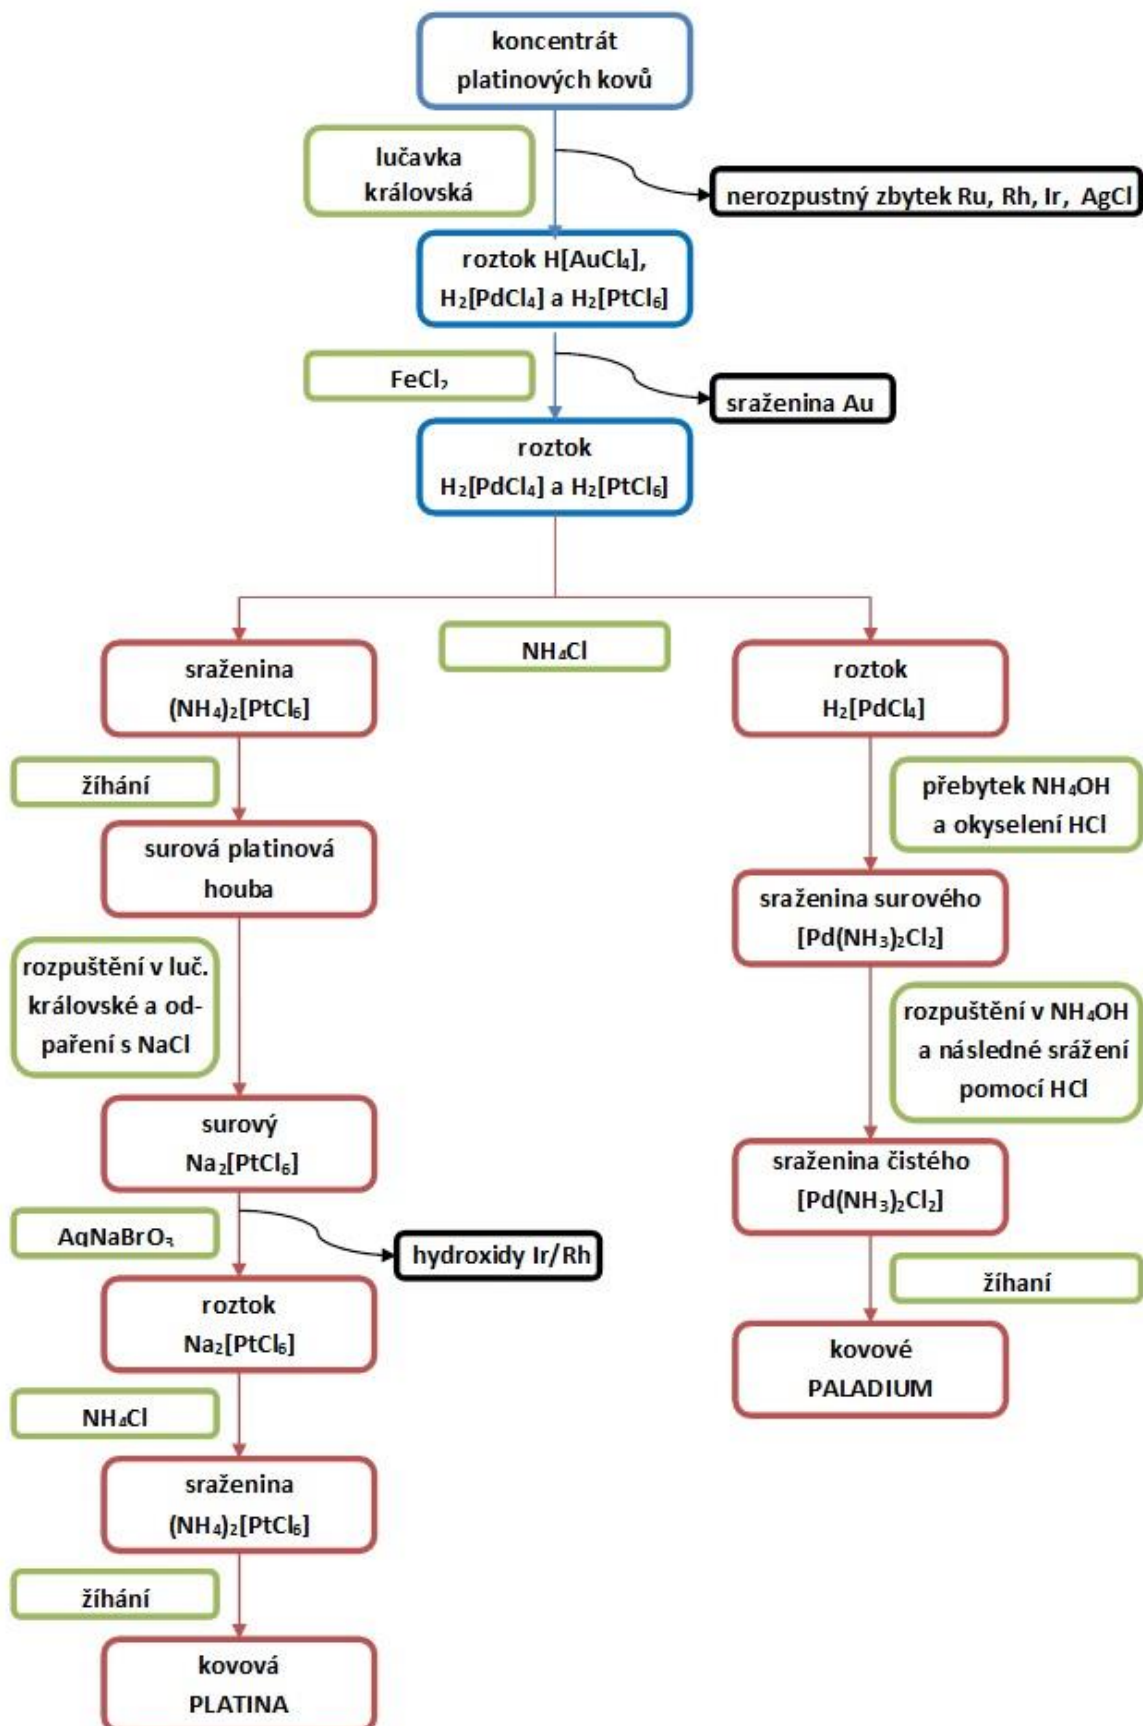 koncentrát
platinových kovů
lučavka
královská
nerozpustný zbytek Ru, Rh, Ir, AgCl
roztok H[AuCl₄],
H₂[PdCl₄] a H₂[PtCl₆]
FeCl₂
sraženina Au
roztok
H₂[PdCl₄] a H₂[PtCl₆]
NH₄Cl
sraženina
(NH₄)₂[PtCl₆]
žíhání
surová platinová
houba
rozpuštění v luč.
královské a od-
paření s NaCl
surový
Na₂[PtCl₆]
AgNaBrO₃
hydroxidy Ir/Rh
roztok
Na₂[PtCl₆]
NH₄Cl
sraženina
(NH₄)₂[PtCl₆]
žíhání
kovová
PLATINA
roztok
H₂[PdCl₄]
přebytek NH₄OH
a okyselení HCl
sraženina surového
[Pd(NH₃)₂Cl₂]
rozpuštění v NH₄OH
a následné srážení
pomocí HCl
sraženina čistého
[Pd(NH₃)₂Cl₂]
žíhaní
kovové
PALADIUM